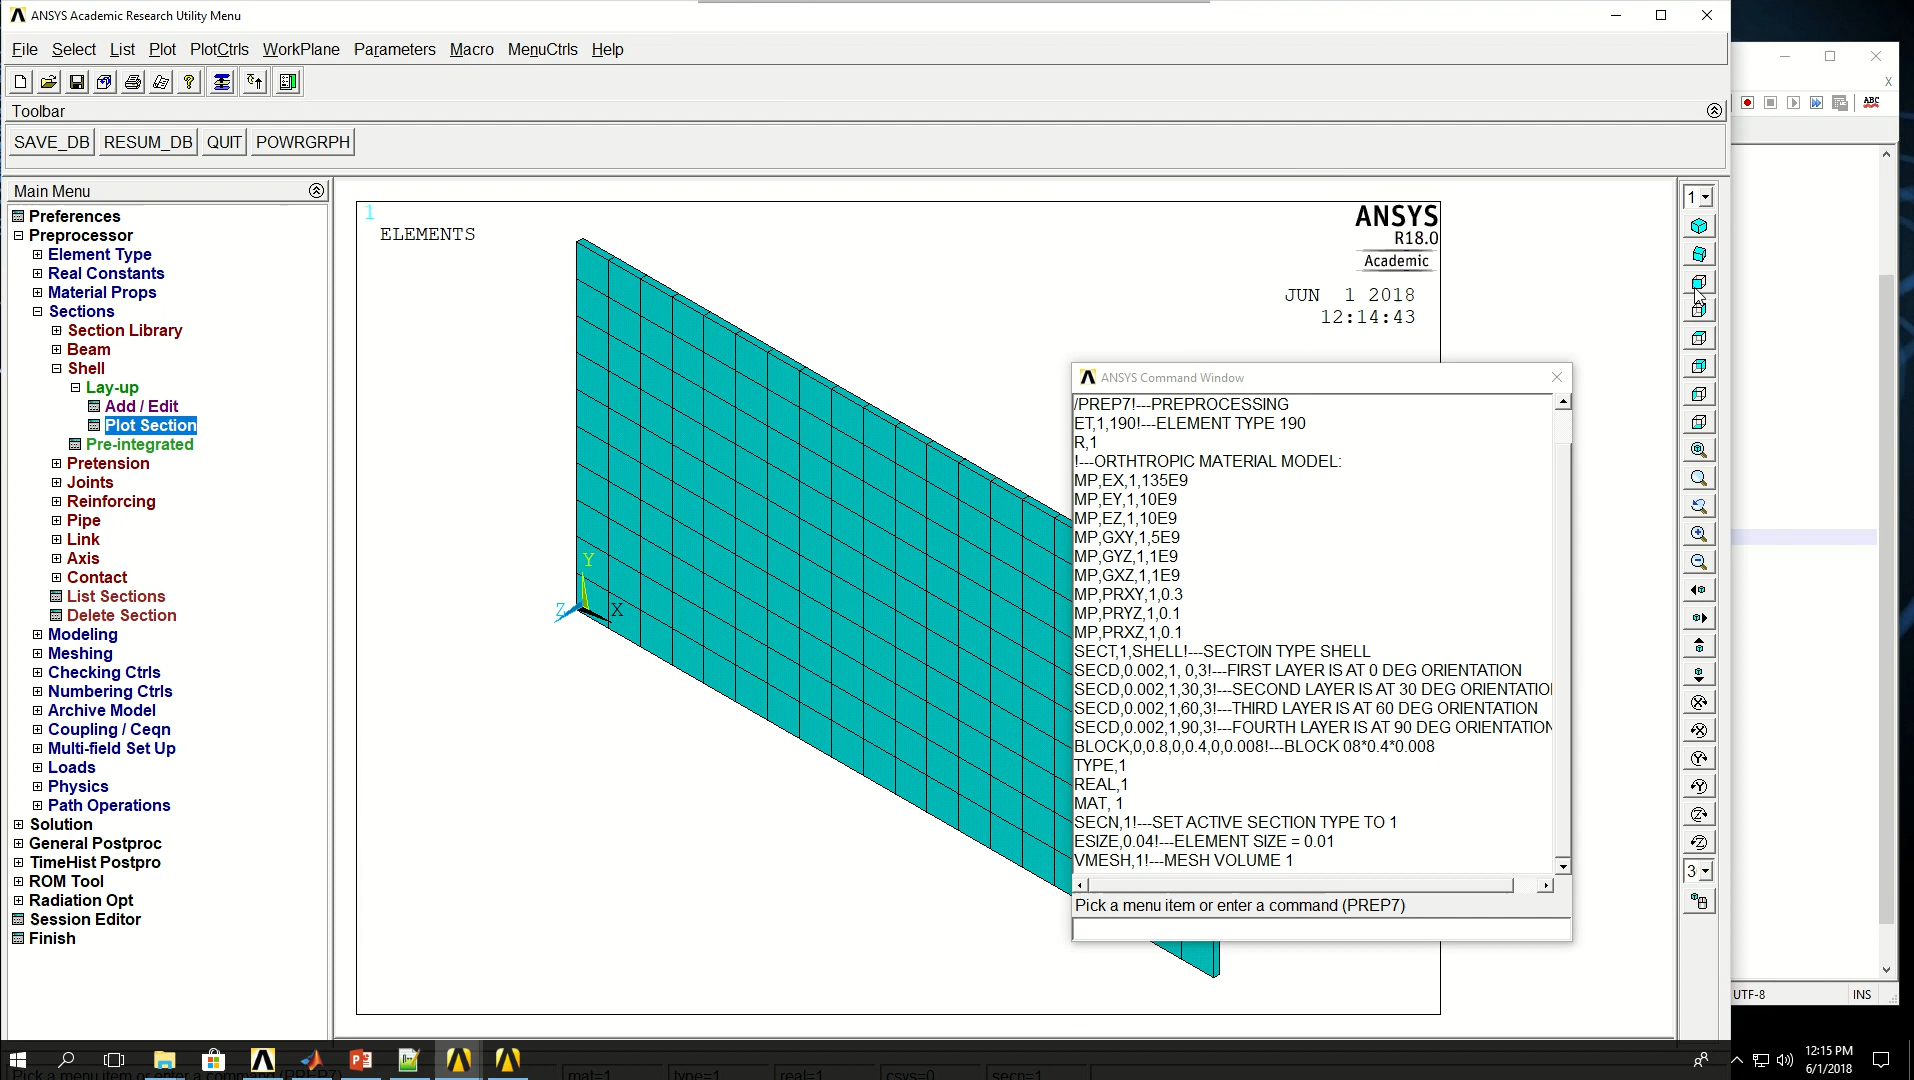 ANSYS Academic Research Utility Menu
File Select List Plot PlotCtrls WorkPlane Parameters Macro MenuCtrls Help
Toolbar
SAVE_DB RESUM_DB QUIT POWRGRPH
Main Menu
Preferences
Preprocessor
Element Type
Real Constants
Material Props
Sections
Section Library
Beam
Shell
Lay-up
Add / Edit
Plot Section
Pre-integrated
Pretension
Joints
Reinforcing
Pipe
Link
Axis
Contact
List Sections
Delete Section
Modeling
Meshing
Checking Ctrls
Numbering Ctrls
Archive Model
Coupling / Ceqn
Multi-field Set Up
Loads
Physics
Path Operations
Solution
General Postproc
TimeHist Postpro
ROM Tool
Radiation Opt
Session Editor
Finish
1
ELEMENTS
ANSYS
R18.0
Academic
JUN 1 2018
12:14:43
Y
Z X
ANSYS Command Window
/PREP7!---PREPROCESSING
ET,1,190!---ELEMENT TYPE 190
R,1
!---ORTHTROPIC MATERIAL MODEL:
MP,EX,1,135E9
MP,EY,1,10E9
MP,EZ,1,10E9
MP,GXY,1,5E9
MP,GYZ,1,1E9
MP,GXZ,1,1E9
MP,PRXY,1,0.3
MP,PRYZ,1,0.1
MP,PRXZ,1,0.1
SECT,1,SHELL!---SECTOIN TYPE SHELL
SECD,0.002,1, 0,3!---FIRST LAYER IS AT 0 DEG ORIENTATION
SECD,0.002,1,30,3!---SECOND LAYER IS AT 30 DEG ORIENTATIO
SECD,0.002,1,60,3!---THIRD LAYER IS AT 60 DEG ORIENTATION
SECD,0.002,1,90,3!---FOURTH LAYER IS AT 90 DEG ORIENTATION
BLOCK,0,0.8,0,0.4,0,0.008!---BLOCK 08*0.4*0.008
TYPE,1
REAL,1
MAT, 1
SECN,1!---SET ACTIVE SECTION TYPE TO 1
ESIZE,0.04!---ELEMENT SIZE = 0.01
VMESH,1!---MESH VOLUME 1
Pick a menu item or enter a command (PREP7)
1
3
ABC
UTF-8 INS
Pick a menu item or enter a command (PREP7) mat=1 type=1 real=1 csys=0 secn=1
12:15 PM
6/1/2018